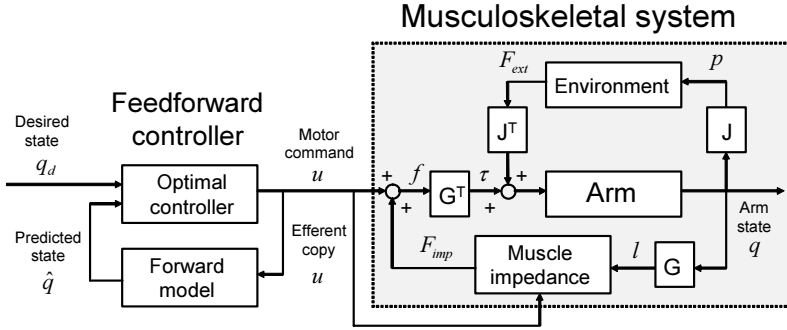 Musculoskeletal system
F_ext
p
Environment
Feedforward
controller
Desired
state
q_d
Motor
command
u
J^T
J
+
f
τ
+
Optimal
controller
G^T
Arm
+
+
Arm
state
q
Predicted
state
q̂
Forward
model
Efferent
copy
u
F_imp
Muscle
impedance
l
G